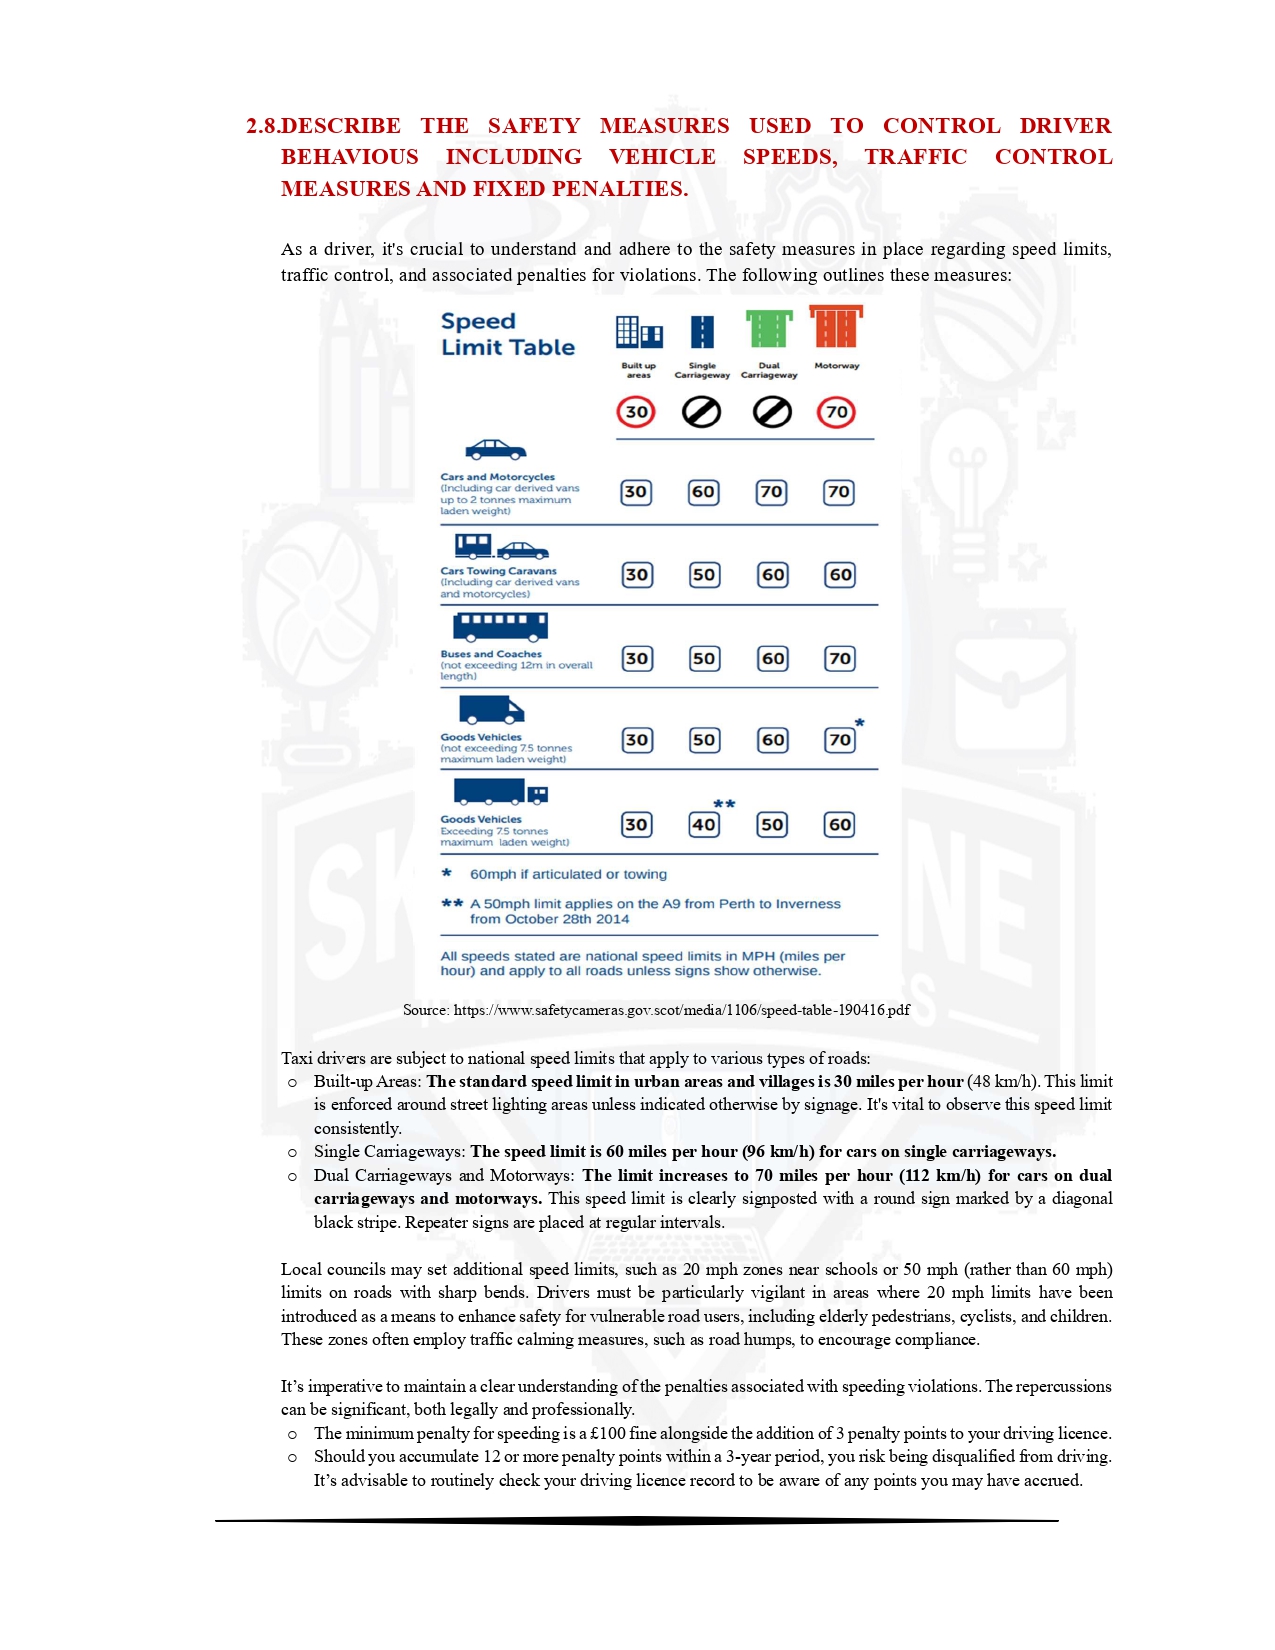 2.8.DESCRIBE THE SAFETY MEASURES USED TO CONTROL DRIVER
BEHAVIOUS INCLUDING VEHICLE SPEEDS, TRAFFIC CONTROL
MEASURES AND FIXED PENALTIES.
As a driver, it's crucial to understand and adhere to the safety measures in place regarding speed limits,
traffic control, and associated penalties for violations. The following outlines these measures:
Speed
Limit Table
Built up
areas
Single
Carriageway
Dual
Carriageway
Motorway
30 70
Cars and Motorcycles
(Including car derived vans
up to 2 tonnes maximum
laden weight)
30 60 70 70
Cars Towing Caravans
(Including car derived vans
and motorcycles)
30 50 60 60
Buses and Coaches
(not exceeding 12m in overall
length)
30 50 60 70
Goods Vehicles
(not exceeding 7.5 tonnes
maximum laden weight)
30 50 60 70 *
Goods Vehicles
Exceeding 7.5 tonnes
maximum laden weight)
30 40 ** 50 60
* 60mph if articulated or towing
** A 50mph limit applies on the A9 from Perth to Inverness
from October 28th 2014
All speeds stated are national speed limits in MPH (miles per
hour) and apply to all roads unless signs show otherwise.
Source: https://www.safetycameras.gov.scot/media/1106/speed-table-190416.pdf
Taxi drivers are subject to national speed limits that apply to various types of roads:
o Built-up Areas: The standard speed limit in urban areas and villages is 30 miles per hour (48 km/h). This limit
is enforced around street lighting areas unless indicated otherwise by signage. It's vital to observe this speed limit
consistently.
o Single Carriageways: The speed limit is 60 miles per hour (96 km/h) for cars on single carriageways.
o Dual Carriageways and Motorways: The limit increases to 70 miles per hour (112 km/h) for cars on dual
carriageways and motorways. This speed limit is clearly signposted with a round sign marked by a diagonal
black stripe. Repeater signs are placed at regular intervals.
Local councils may set additional speed limits, such as 20 mph zones near schools or 50 mph (rather than 60 mph)
limits on roads with sharp bends. Drivers must be particularly vigilant in areas where 20 mph limits have been
introduced as a means to enhance safety for vulnerable road users, including elderly pedestrians, cyclists, and children.
These zones often employ traffic calming measures, such as road humps, to encourage compliance.
It’s imperative to maintain a clear understanding of the penalties associated with speeding violations. The repercussions
can be significant, both legally and professionally.
o The minimum penalty for speeding is a £100 fine alongside the addition of 3 penalty points to your driving licence.
o Should you accumulate 12 or more penalty points within a 3-year period, you risk being disqualified from driving.
It’s advisable to routinely check your driving licence record to be aware of any points you may have accrued.